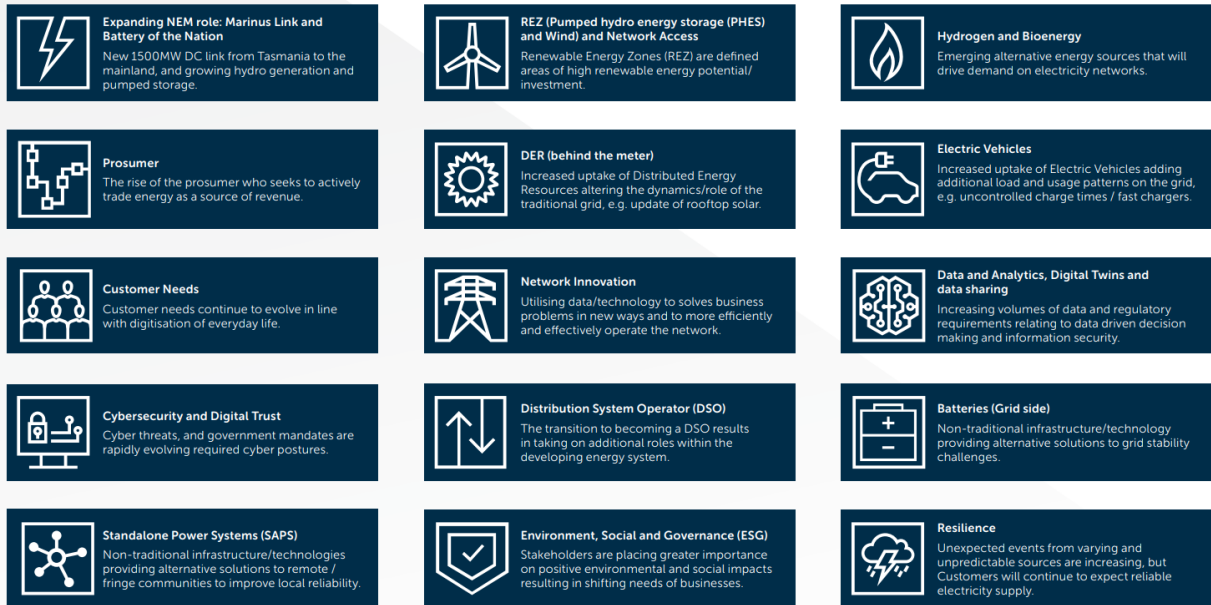 Expanding NEM role: Marinus Link and
Battery of the Nation
New 1500MW DC link from Tasmania to the
mainland, and growing hydro generation and
pumped storage.
REZ (Pumped hydro energy storage (PHES)
and Wind) and Network Access
Renewable Energy Zones (REZ) are defined
areas of high renewable energy potential/
investment.
Hydrogen and Bioenergy
Emerging alternative energy sources that will
drive demand on electricity networks.
Prosumer
The rise of the prosumer who seeks to actively
trade energy as a source of revenue.
DER (behind the meter)
Increased uptake of Distributed Energy
Resources altering the dynamics/role of the
traditional grid, e.g. update of rooftop solar.
Electric Vehicles
Increased uptake of Electric Vehicles adding
additional load and usage patterns on the grid,
e.g. uncontrolled charge times / fast chargers.
Customer Needs
Customer needs continue to evolve in line
with digitisation of everyday life.
Network Innovation
Utilising data/technology to solves business
problems in new ways and to more efficiently
and effectively operate the network.
Data and Analytics, Digital Twins and
data sharing
Increasing volumes of data and regulatory
requirements relating to data driven decision
making and information security.
Cybersecurity and Digital Trust
Cyber threats, and government mandates are
rapidly evolving required cyber postures.
Distribution System Operator (DSO)
The transition to becoming a DSO results
in taking on additional roles within the
developing energy system.
Batteries (Grid side)
Non-traditional infrastructure/technology
providing alternative solutions to grid stability
challenges.
Standalone Power Systems (SAPS)
Non-traditional infrastructure/technologies
providing alternative solutions to remote /
fringe communities to improve local reliability.
Environment, Social and Governance (ESG)
Stakeholders are placing greater importance
on positive environmental and social impacts
resulting in shifting needs of businesses.
Resilience
Unexpected events from varying and
unpredictable sources are increasing, but
Customers will continue to expect reliable
electricity supply.